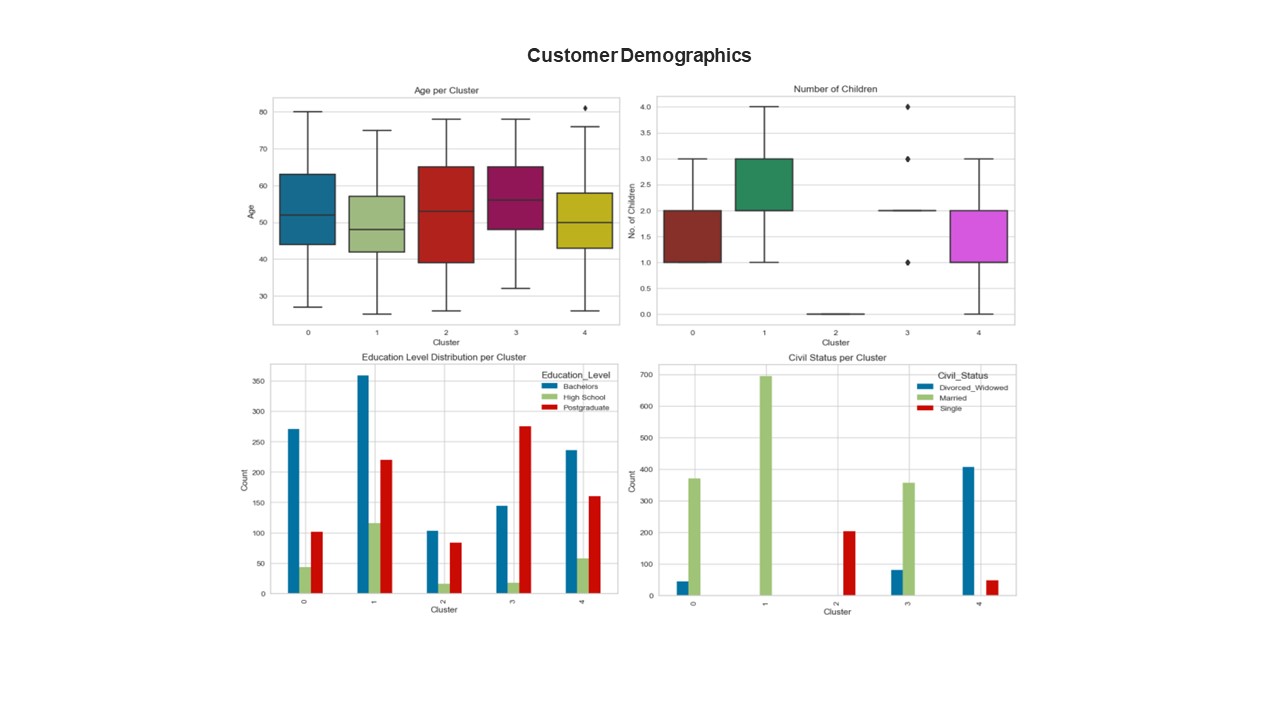 Customer Demographics
Age per Cluster
Age
80
70
60
50
40
30
0 1 2 3 4
Cluster
Number of Children
No. of Children
4.0
3.5
3.0
2.5
2.0
1.5
1.0
0.5
0.0
0 1 2 3 4
Cluster
Education Level Distribution per Cluster
Education_Level
Bachelors
High School
Postgraduate
Count
350
300
250
200
150
100
50
0
0 1 2 3 4
Cluster
Civil Status per Cluster
Civil_Status
Divorced_Widowed
Married
Single
Count
700
600
500
400
300
200
100
0
0 1 2 3 4
Cluster